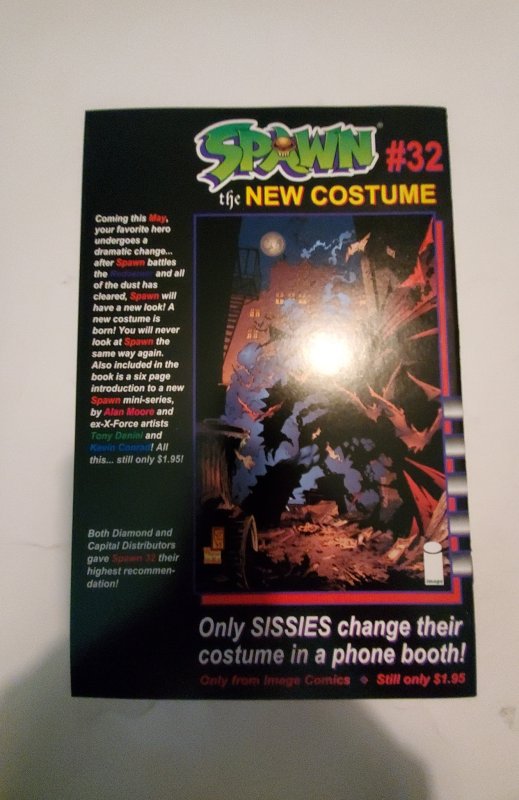 SPAWN
#32
the NEW COSTUME
Coming this May,
your favorite hero
undergoes a
dramatic change...
after Spawn battles
the Redeemer and all
of the dust has
cleared, Spawn will
have a new look! A
new costume is
born! You will never
look at Spawn the
same way again.
Also included in the
book is a six page
introduction to a new
Spawn mini-series,
by Alan Moore and
ex-X-Force artists
Tony Daniel and
Kevin Conrad! All
this... still only $1.95!
Both Diamond and
Capital Distributors
gave Spawn 32 their
highest recommen-
dation!
image
Only SISSIES change their
costume in a phone booth!
Only from Image Comics ◆ Still only $1.95